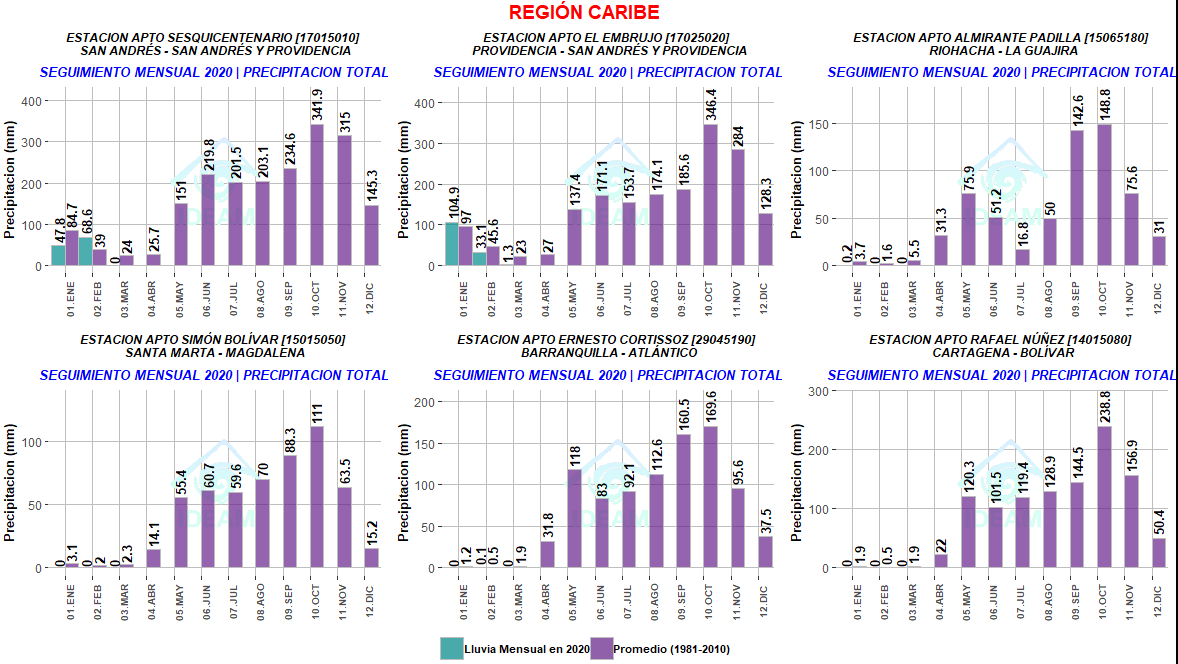 REGIÓN CARIBE
ESTACION APTO SESQUICENTENARIO [17015010]
SAN ANDRÉS - SAN ANDRÉS Y PROVIDENCIA
SEGUIMIENTO MENSUAL 2020 | PRECIPITACION TOTAL
Precipitacion (mm)
400
300
200
100
0
47.8
84.7
68.6
39
0
24
25.7
151
219.8
201.5
203.1
234.6
341.9
315
145.3
IDEAM
01.ENE
02.FEB
03.MAR
04.ABR
05.MAY
06.JUN
07.JUL
08.AGO
09.SEP
10.OCT
11.NOV
12.DIC
ESTACION APTO EL EMBRUJO [17025020]
PROVIDENCIA - SAN ANDRÉS Y PROVIDENCIA
SEGUIMIENTO MENSUAL 2020 | PRECIPITACION TOTAL
Precipitacion (mm)
400
300
200
100
0
104.9
97
33.1
45.6
1.3
23
27
137.4
171.1
153.7
174.1
185.6
346.4
284
128.3
IDEAM
01.ENE
02.FEB
03.MAR
04.ABR
05.MAY
06.JUN
07.JUL
08.AGO
09.SEP
10.OCT
11.NOV
12.DIC
ESTACION APTO ALMIRANTE PADILLA [15065180]
RIOHACHA - LA GUAJIRA
SEGUIMIENTO MENSUAL 2020 | PRECIPITACION TOTAL
Precipitacion (mm)
150
100
50
0
0.2
3.7
0
1.6
0
5.5
31.3
75.9
51.2
16.8
50
142.6
148.8
75.6
31
IDEAM
01.ENE
02.FEB
03.MAR
04.ABR
05.MAY
06.JUN
07.JUL
08.AGO
09.SEP
10.OCT
11.NOV
12.DIC
ESTACION APTO SIMÓN BOLÍVAR [15015050]
SANTA MARTA - MAGDALENA
SEGUIMIENTO MENSUAL 2020 | PRECIPITACION TOTAL
Precipitacion (mm)
100
50
0
0
3.1
0
2
0
2.3
14.1
55.4
60.7
59.6
70
88.3
111
63.5
15.2
IDEAM
01.ENE
02.FEB
03.MAR
04.ABR
05.MAY
06.JUN
07.JUL
08.AGO
09.SEP
10.OCT
11.NOV
12.DIC
ESTACION APTO ERNESTO CORTISSOZ [29045190]
BARRANQUILLA - ATLÁNTICO
SEGUIMIENTO MENSUAL 2020 | PRECIPITACION TOTAL
Precipitacion (mm)
200
150
100
50
0
0
1.2
0.1
0.5
0
1.9
31.8
118
83
92.1
112.6
160.5
169.6
95.6
37.5
IDEAM
01.ENE
02.FEB
03.MAR
04.ABR
05.MAY
06.JUN
07.JUL
08.AGO
09.SEP
10.OCT
11.NOV
12.DIC
ESTACION APTO RAFAEL NÚÑEZ [14015080]
CARTAGENA - BOLÍVAR
SEGUIMIENTO MENSUAL 2020 | PRECIPITACION TOTAL
Precipitacion (mm)
300
200
100
0
0
1.9
0
0.5
0
1.9
22
120.3
101.5
119.4
128.9
144.5
238.8
156.9
50.4
IDEAM
01.ENE
02.FEB
03.MAR
04.ABR
05.MAY
06.JUN
07.JUL
08.AGO
09.SEP
10.OCT
11.NOV
12.DIC
Lluvia Mensual en 2020 Promedio (1981-2010)